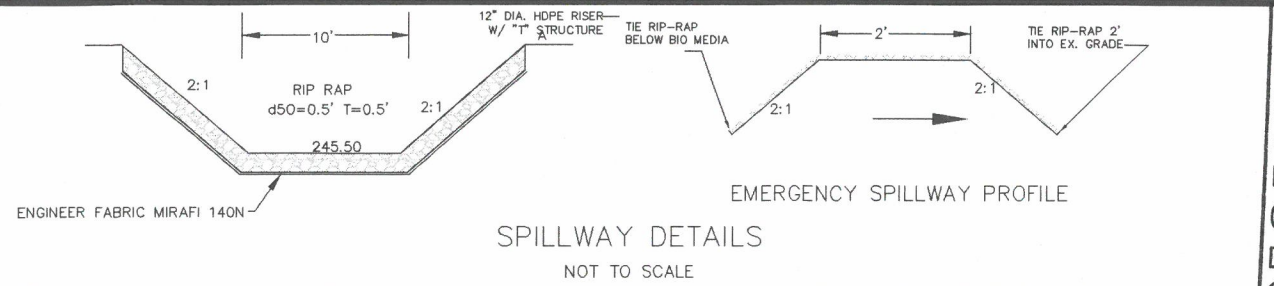 10'
12" DIA. HDPE RISER
W/ "T" STRUCTURE
A
2:1
RIP RAP
d50=0.5' T=0.5'
2:1
245.50
ENGINEER FABRIC MIRAFI 140N
TIE RIP-RAP
BELOW BIO MEDIA
2'
TIE RIP-RAP 2'
INTO EX. GRADE
2:1
2:1
EMERGENCY SPILLWAY PROFILE
SPILLWAY DETAILS
NOT TO SCALE